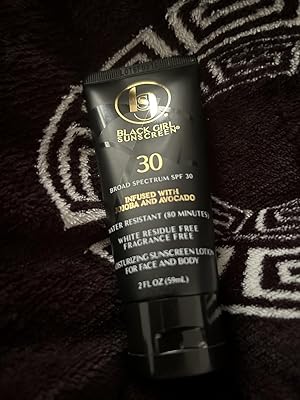 BLACK GIRL
SUNSCREEN®
30
BROAD SPECTRUM SPF 30
INFUSED WITH
JOJOBA AND AVOCADO
WATER RESISTANT (80 MINUTES)
WHITE RESIDUE FREE
FRAGRANCE FREE
MOISTURIZING SUNSCREEN LOTION
FOR FACE AND BODY
2 FL OZ (59mL)